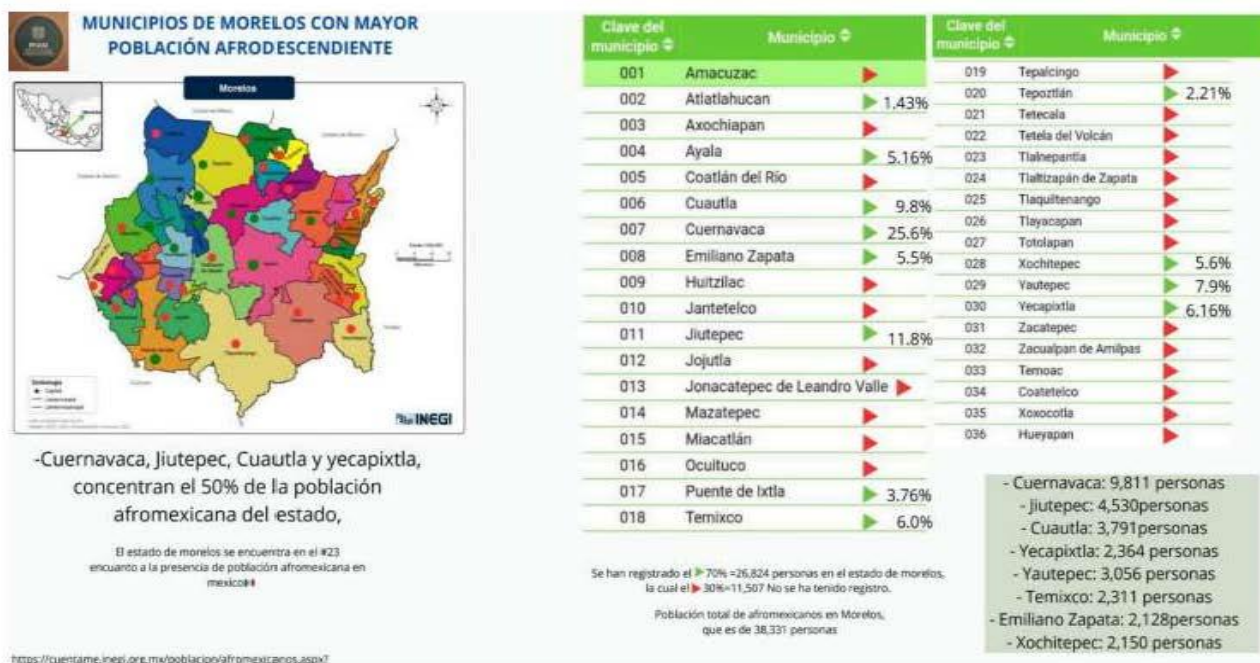 MUNICIPIOS DE MORELOS CON MAYOR
POBLACIÓN AFRODESCENDIENTE
Morelos
INEGI
-Cuernavaca, Jiutepec, Cuautla y yecapixtla,
concentran el 50% de la población
afromexicana del estado,
El estado de morelos se encuentra en el #23
encuanto a la presencia de población afromexicana en
mexico
https://cuentame.inegi.org.mx/poblacion/afromexicanos.aspx?
Clave del municipio Municipio
001 Amacuzac
002 Atlatlahucan 1.43%
003 Axochiapan
004 Ayala 5.16%
005 Coatlán del Río
006 Cuautla 9.8%
007 Cuernavaca 25.6%
008 Emiliano Zapata 5.5%
009 Huitzilac
010 Jantetelco
011 Jiutepec 11.8%
012 Jojutla
013 Jonacatepec de Leandro Valle
014 Mazatepec
015 Miacatlán
016 Ocuituco
017 Puente de Ixtla 3.76%
018 Temixco 6.0%
Se han registrado el 70% =26,824 personas en el estado de morelos,
la cual el 30%=11,507 No se ha tenido registro.
Población total de afromexicanos en Morelos,
que es de 38,331 personas
Clave del municipio Municipio
019 Tepalcingo
020 Tepoztlán 2.21%
021 Tetecala
022 Tetela del Volcán
023 Tlalnepantla
024 Tlaltizapán de Zapata
025 Tlaquiltenango
026 Tlayacapan
027 Totolapan
028 Xochitepec 5.6%
029 Yautepec 7.9%
030 Yecapixtla 6.16%
031 Zacatepec
032 Zacualpan de Amilpas
033 Temoac
034 Coatetelco
035 Xoxocotla
036 Hueyapan
- Cuernavaca: 9,811 personas
- Jiutepec: 4,530personas
- Cuautla: 3,791personas
- Yecapixtla: 2,364 personas
- Yautepec: 3,056 personas
- Temixco: 2,311 personas
- Emiliano Zapata: 2,128personas
- Xochitepec: 2,150 personas